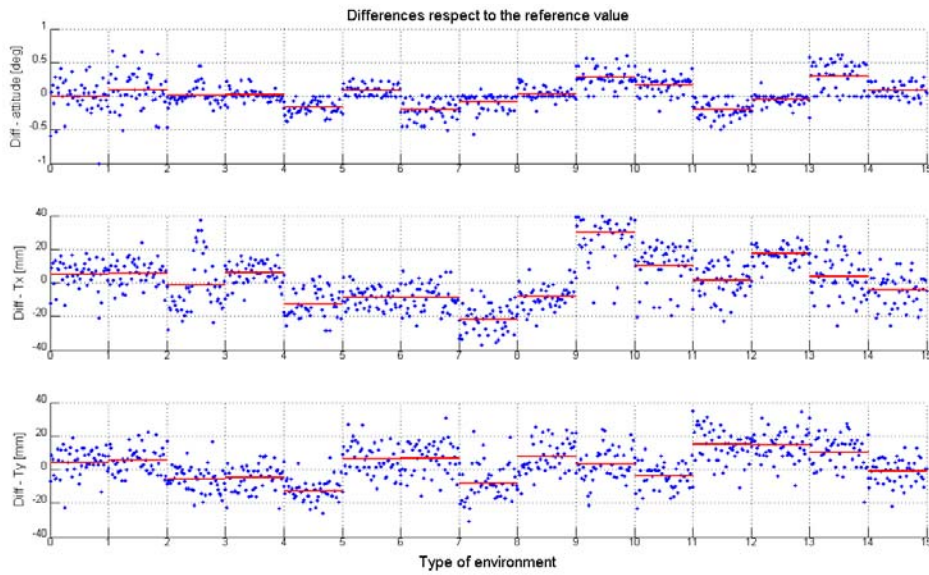 Differences respect to the reference value
Diff - attitude [deg]
1
0.5
0
-0.5
-1
0 1 2 3 4 5 6 7 8 9 10 11 12 13 14 15
Diff - Tx [mm]
40
20
0
-20
-40
0 1 2 3 4 5 6 7 8 9 10 11 12 13 14 15
Diff - Ty [mm]
40
20
0
-20
-40
0 1 2 3 4 5 6 7 8 9 10 11 12 13 14 15
Type of environment